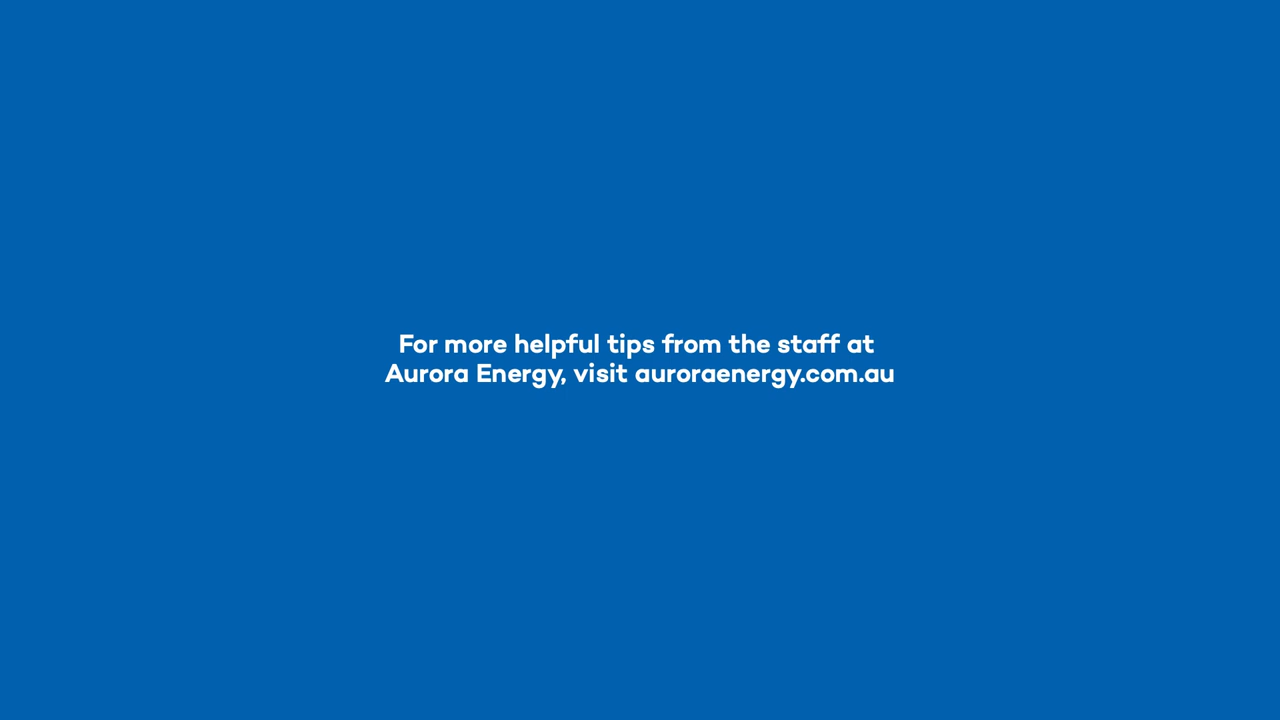 For more helpful tips from the staff at
Aurora Energy, visit auroraenergy.com.au